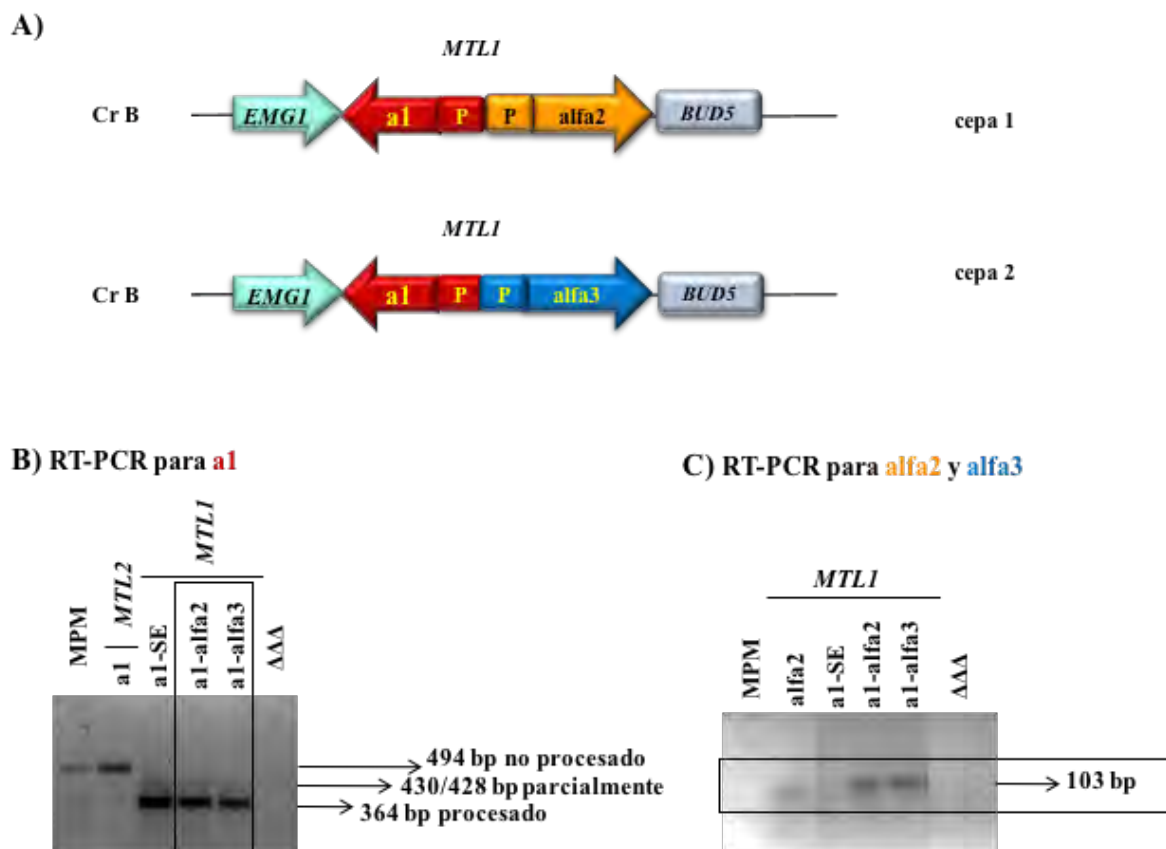 A)
MTL1
Cr B EMG1 a1 P P alfa2 BUD5 cepa 1
MTL1
Cr B EMG1 a1 P P alfa3 BUD5 cepa 2
B) RT-PCR para a1
MTL1
MTL2
MPM a1 a1-SE a1-alfa2 a1-alfa3 ΔΔΔ
494 bp no procesado
430/428 bp parcialmente
364 bp procesado
C) RT-PCR para alfa2 y alfa3
MTL1
MPM alfa2 a1-SE a1-alfa2 a1-alfa3 ΔΔΔ
103 bp